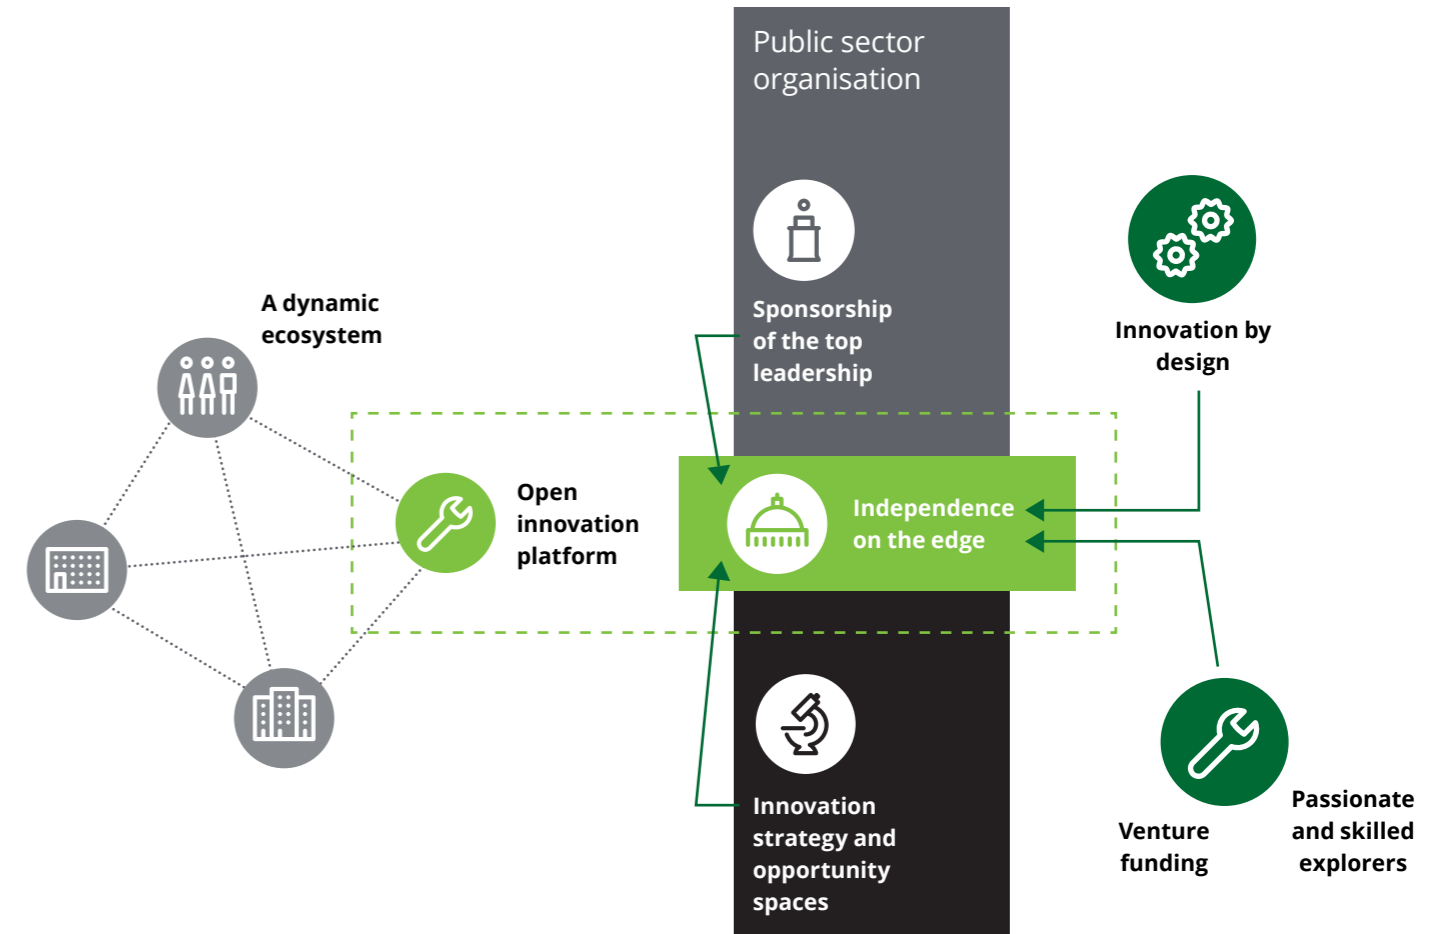 Public sector
organisation
Sponsorship
of the top
leadership
A dynamic
ecosystem
Open
innovation
platform
Independence
on the edge
Innovation by
design
Innovation
strategy and
opportunity
spaces
Venture
funding
Passionate
and skilled
explorers